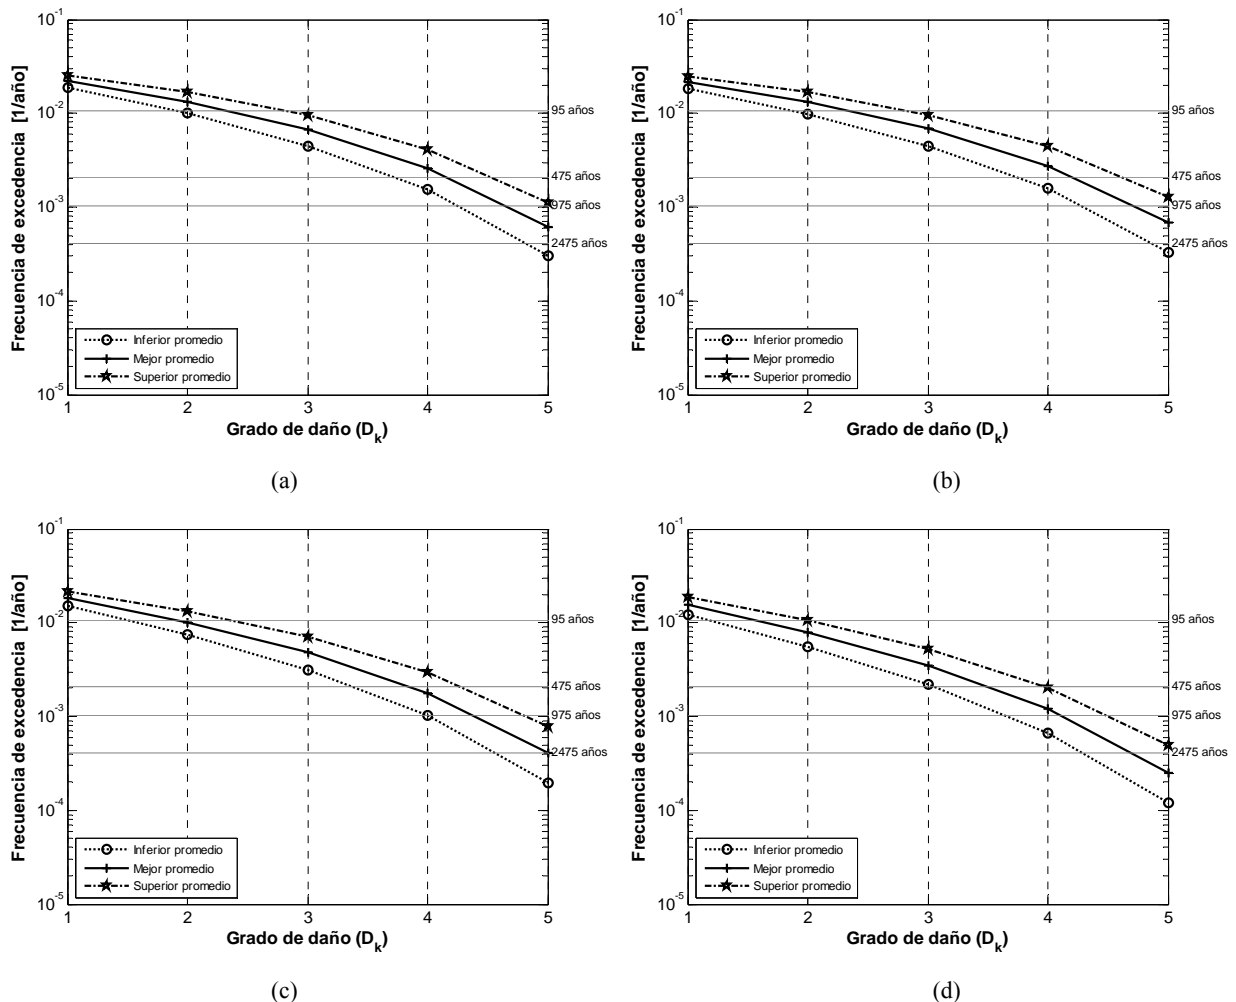 10^-1
10^-2
10^-3
10^-4
10^-5
Frecuencia de excedencia [1/año]
95 años
475 años
975 años
2475 años
Inferior promedio
Mejor promedio
Superior promedio
1 2 3 4 5
Grado de daño (D_k)
(a)
10^-1
10^-2
10^-3
10^-4
10^-5
Frecuencia de excedencia [1/año]
95 años
475 años
975 años
2475 años
Inferior promedio
Mejor promedio
Superior promedio
1 2 3 4 5
Grado de daño (D_k)
(b)
10^-1
10^-2
10^-3
10^-4
10^-5
Frecuencia de excedencia [1/año]
95 años
475 años
975 años
2475 años
Inferior promedio
Mejor promedio
Superior promedio
1 2 3 4 5
Grado de daño (D_k)
(c)
10^-1
10^-2
10^-3
10^-4
10^-5
Frecuencia de excedencia [1/año]
95 años
475 años
975 años
2475 años
Inferior promedio
Mejor promedio
Superior promedio
1 2 3 4 5
Grado de daño (D_k)
(d)